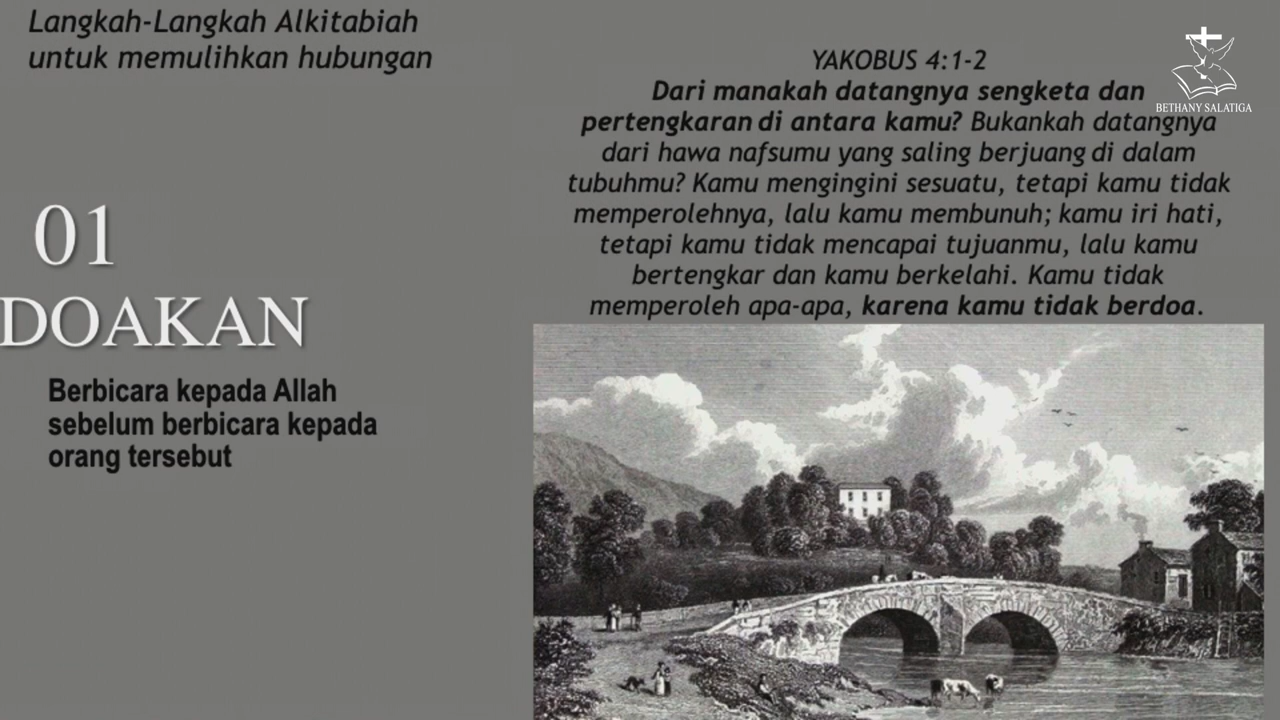 Langkah-Langkah Alkitabiah
untuk memulihkan hubungan
01
DOAKAN
Berbicara kepada Allah
sebelum berbicara kepada
orang tersebut
YAKOBUS 4:1-2
Dari manakah datangnya sengketa dan
pertengkaran di antara kamu? Bukankah datangnya
dari hawa nafsumu yang saling berjuang di dalam
tubuhmu? Kamu mengingini sesuatu, tetapi kamu tidak
memperolehnya, lalu kamu membunuh; kamu iri hati,
tetapi kamu tidak mencapai tujuanmu, lalu kamu
bertengkar dan kamu berkelahi. Kamu tidak
memperoleh apa-apa, karena kamu tidak berdoa.
BETHANY SALATIGA